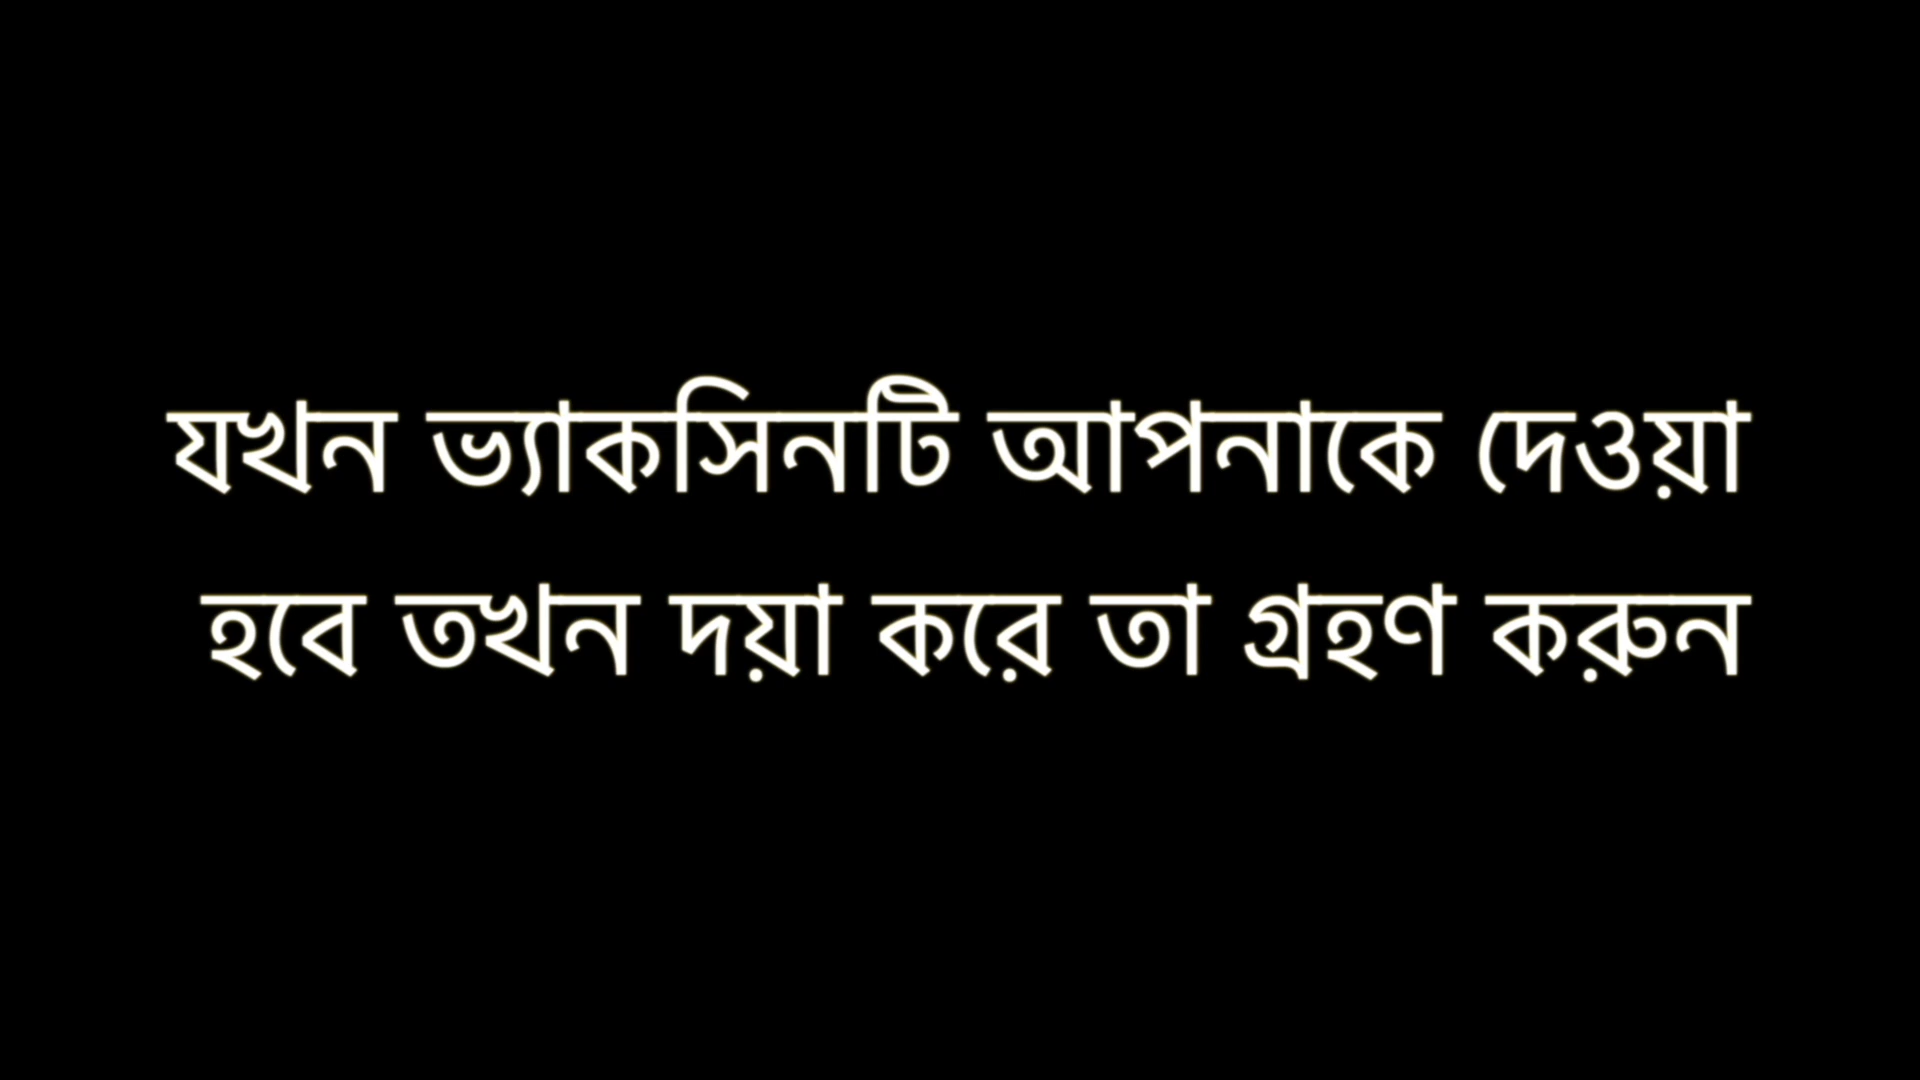 যখন ভ্যাকসিনটি আপনাকে দেওয়া
হবে তখন দয়া করে তা গ্রহণ করুন